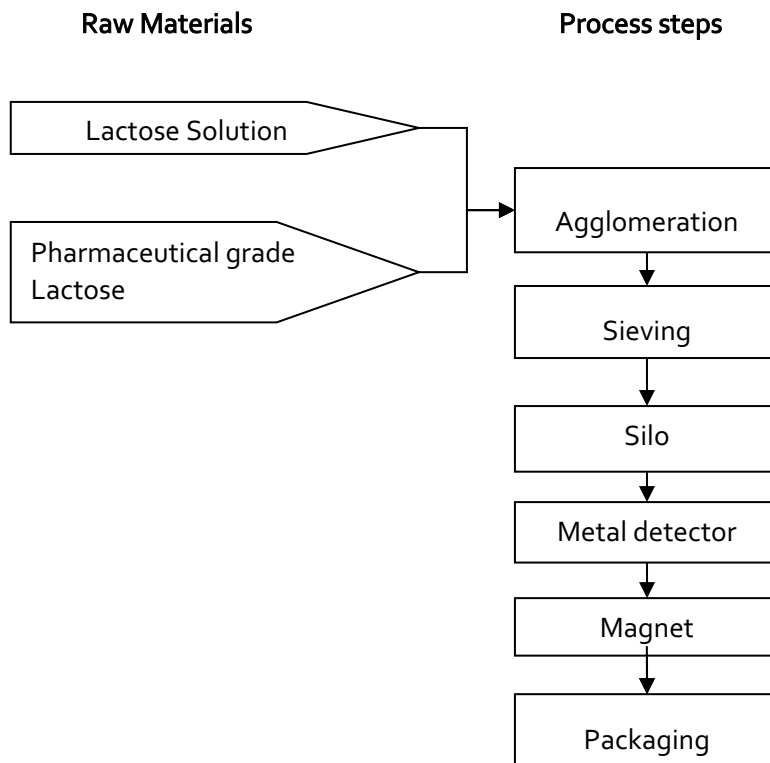 Raw Materials
Process steps
Lactose Solution
Pharmaceutical grade
Lactose
Agglomeration
Sieving
Silo
Metal detector
Magnet
Packaging